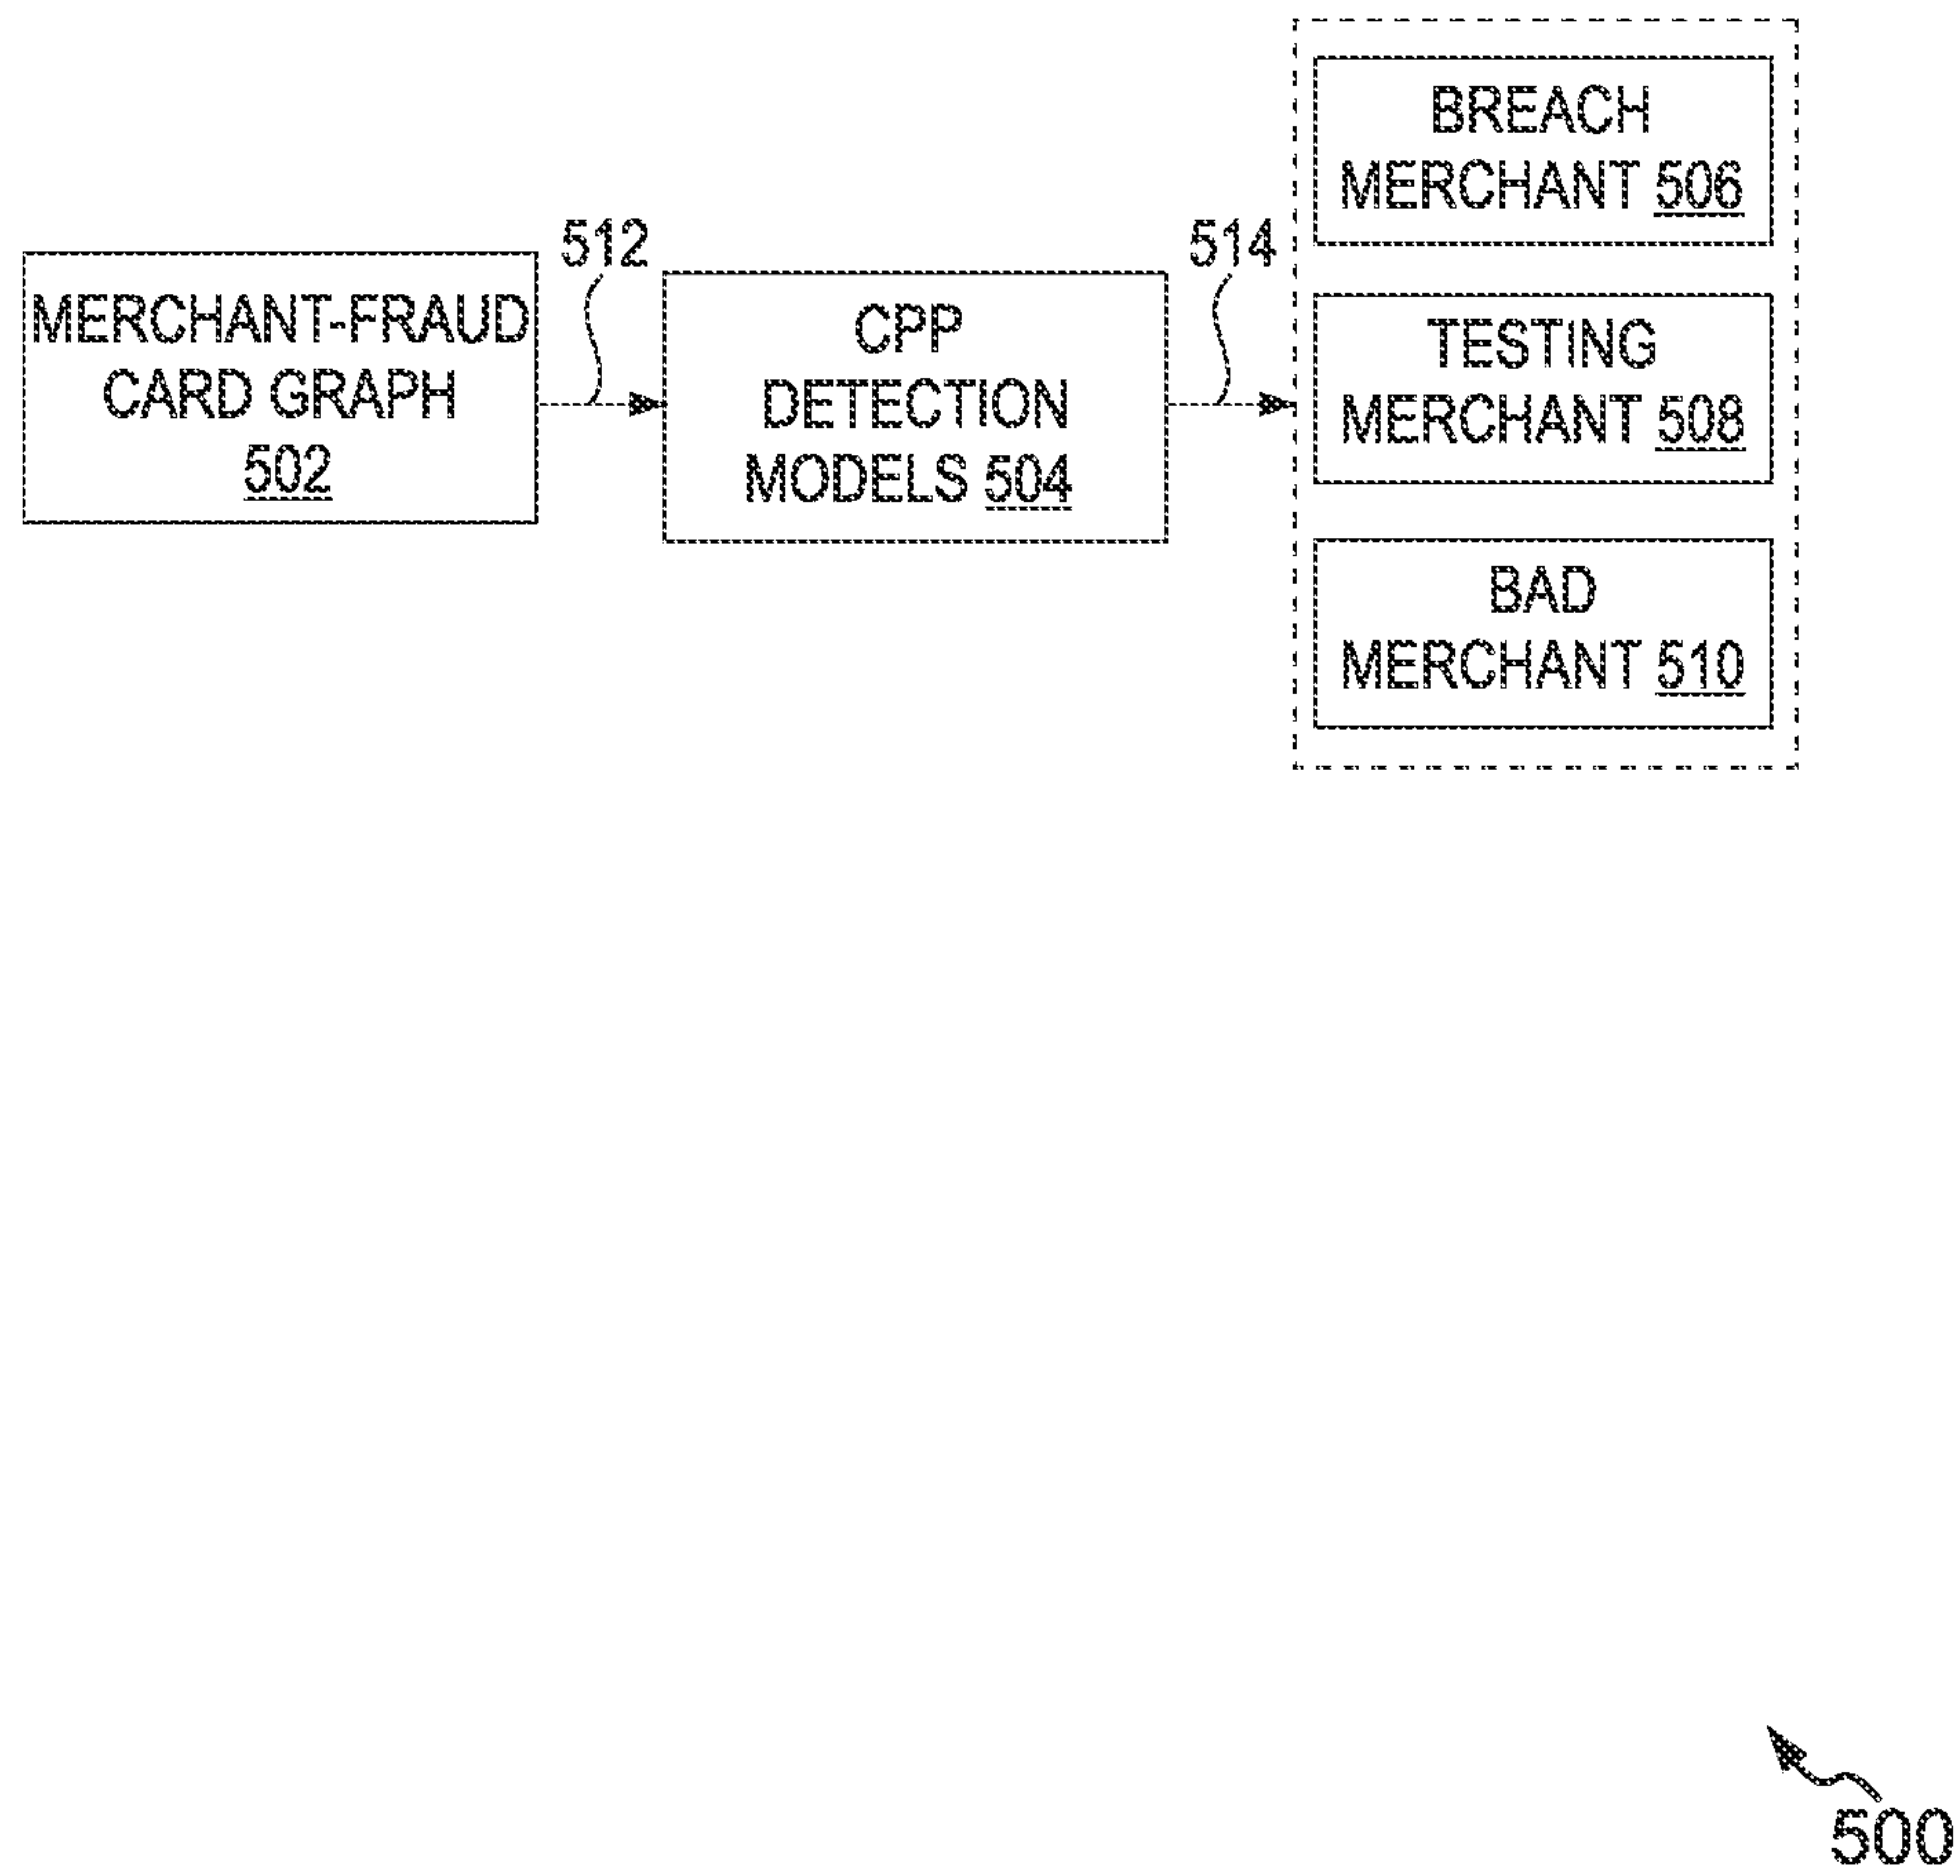 MERCHANT-FRAUD
CARD GRAPH
502
512
CPP
DETECTION
MODELS 504
514
BREACH
MERCHANT 506
TESTING
MERCHANT 508
BAD
MERCHANT 510
500